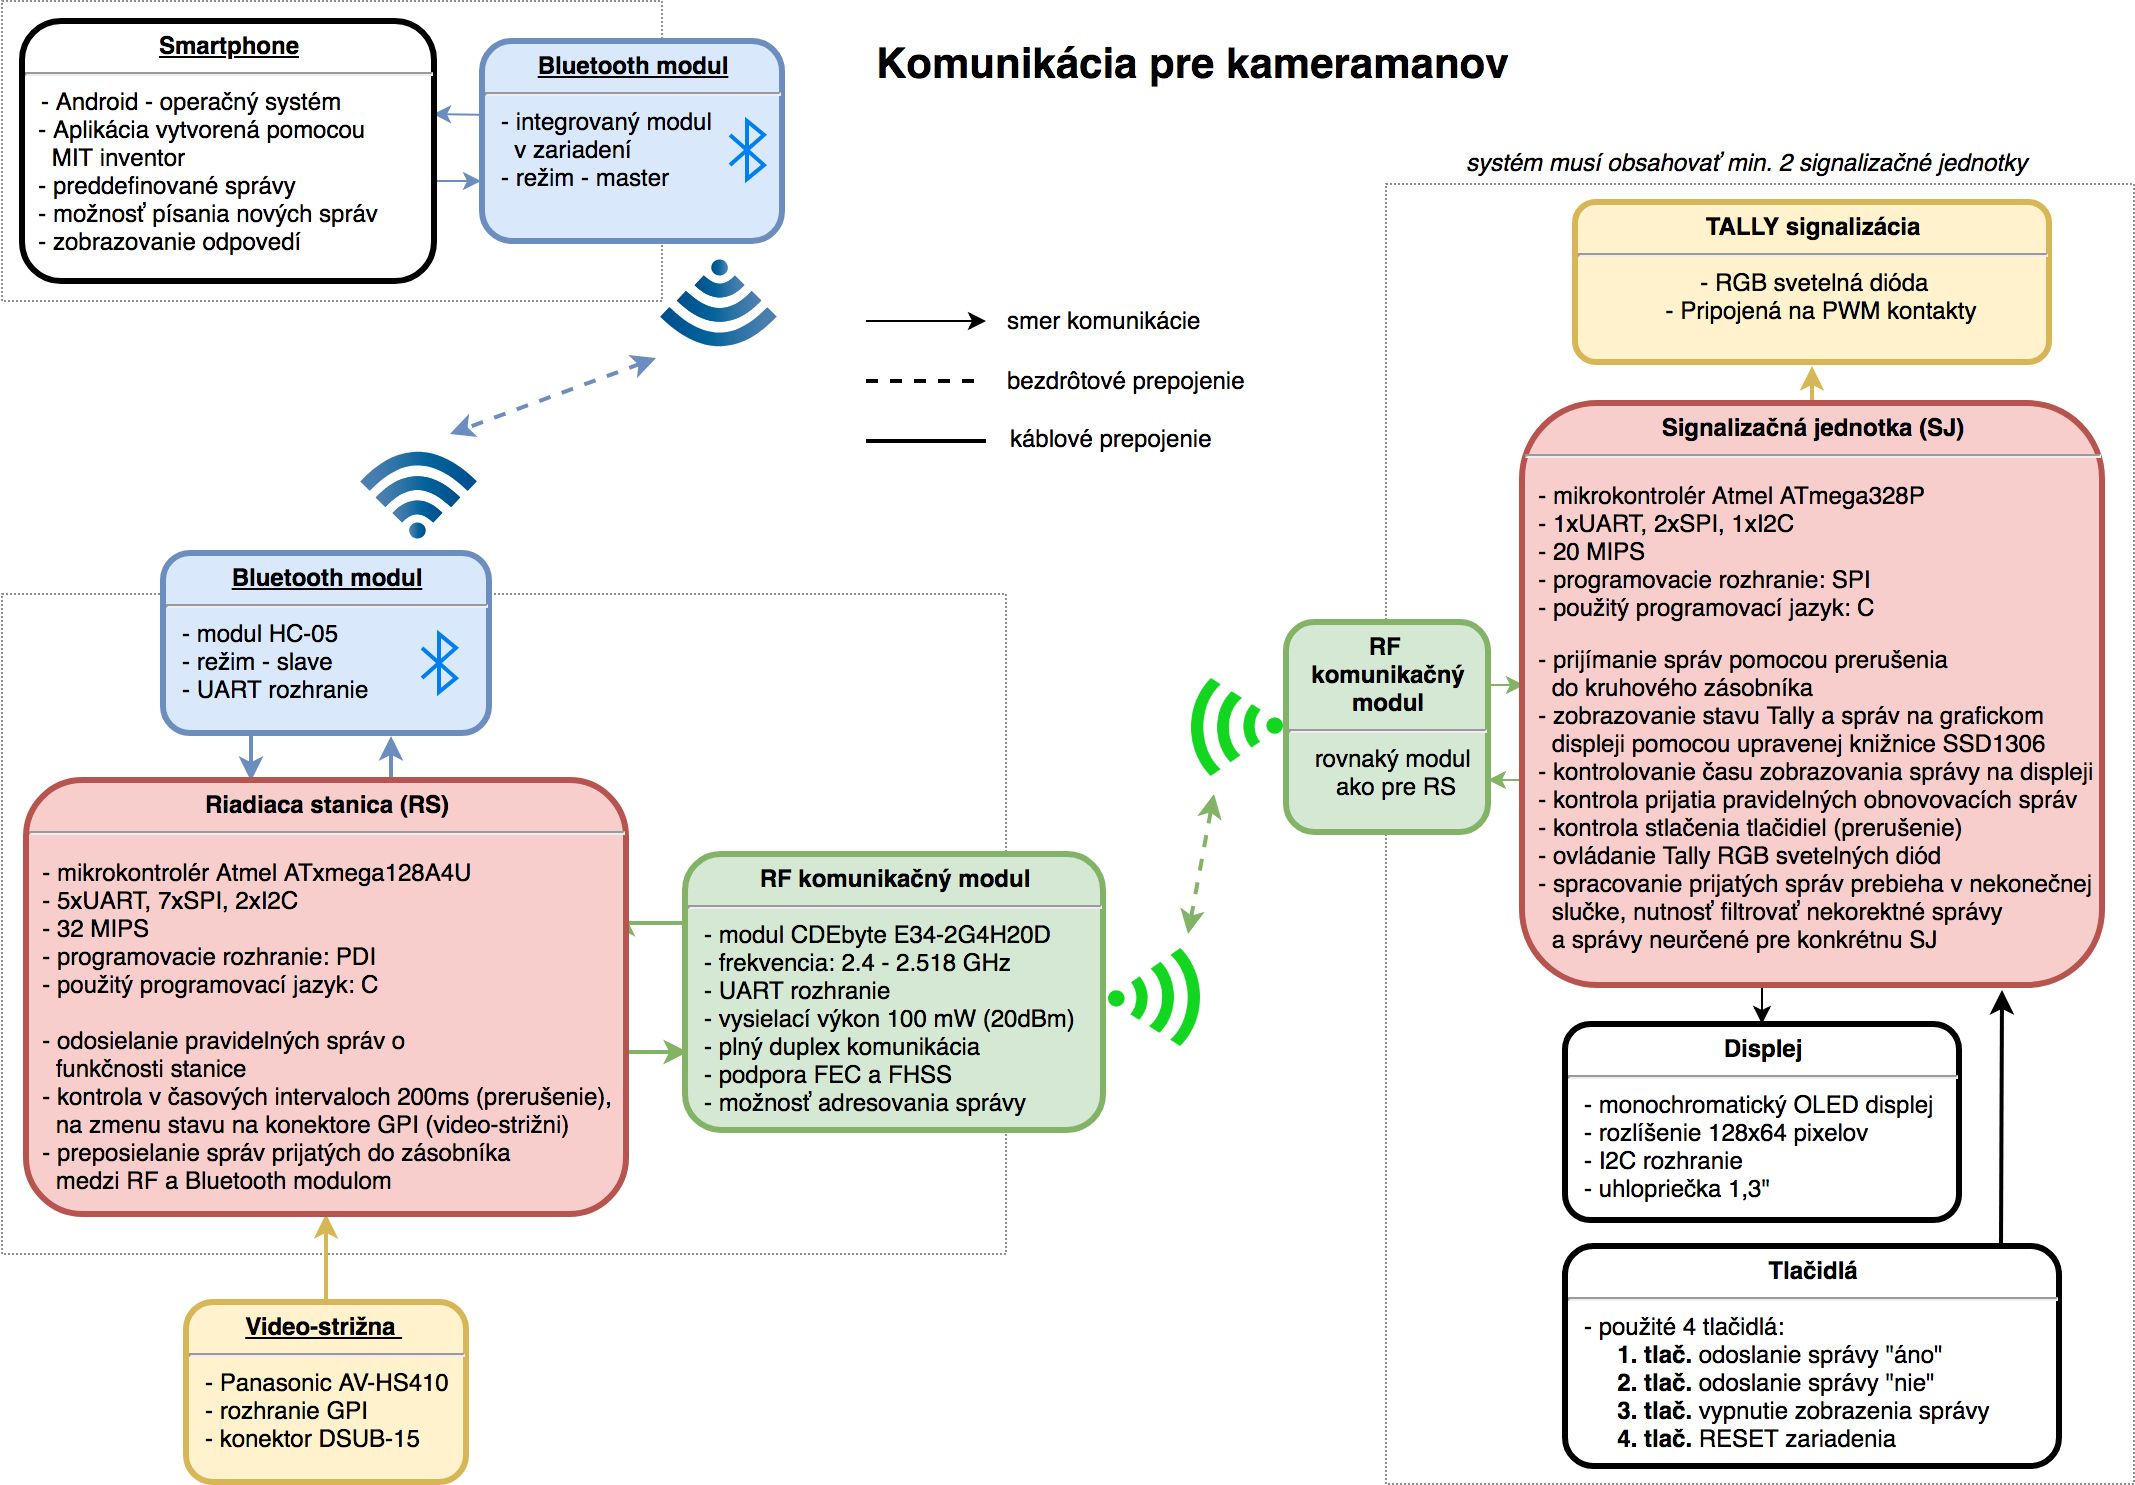 Komunikácia pre kameramanov
Smartphone
- Android - operačný systém
- Aplikácia vytvorená pomocou
MIT inventor
- preddefinované správy
- možnosť písania nových správ
- zobrazovanie odpovedí
Bluetooth modul
- integrovaný modul
v zariadení
- režim - master
smer komunikácie
bezdrôtové prepojenie
káblové prepojenie
Bluetooth modul
- modul HC-05
- režim - slave
- UART rozhranie
Riadiaca stanica (RS)
- mikrokontrolér Atmel ATxmega128A4U
- 5xUART, 7xSPI, 2xI2C
- 32 MIPS
- programovacie rozhranie: PDI
- použitý programovací jazyk: C
- odosielanie pravidelných správ o
funkčnosti stanice
- kontrola v časových intervaloch 200ms (prerušenie),
na zmenu stavu na konektore GPI (video-strižni)
- preposielanie správ prijatých do zásobníka
medzi RF a Bluetooth modulom
Video-strižna
- Panasonic AV-HS410
- rozhranie GPI
- konektor DSUB-15
RF komunikačný modul
- modul CDEbyte E34-2G4H20D
- frekvencia: 2.4 - 2.518 GHz
- UART rozhranie
- vysielací výkon 100 mW (20dBm)
- plný duplex komunikácia
- podpora FEC a FHSS
- možnosť adresovania správy
RF
komunikačný
modul
rovnaký modul
ako pre RS
systém musí obsahovať min. 2 signalizačné jednotky
TALLY signalizácia
- RGB svetelná dióda
- Pripojená na PWM kontakty
Signalizačná jednotka (SJ)
- mikrokontrolér Atmel ATmega328P
- 1xUART, 2xSPI, 1xI2C
- 20 MIPS
- programovacie rozhranie: SPI
- použitý programovací jazyk: C
- prijímanie správ pomocou prerušenia
do kruhového zásobníka
- zobrazovanie stavu Tally a správ na grafickom
displeji pomocou upravenej knižnice SSD1306
- kontrolovanie času zobrazovania správy na displeji
- kontrola prijatia pravidelných obnovovacích správ
- kontrola stlačenia tlačidiel (prerušenie)
- ovládanie Tally RGB svetelných diód
- spracovanie prijatých správ prebieha v nekonečnej
slučke, nutnosť filtrovať nekorektné správy
a správy neurčené pre konkrétnu SJ
Displej
- monochromatický OLED displej
- rozlíšenie 128x64 pixelov
- I2C rozhranie
- uhlopriečka 1,3"
Tlačidlá
- použité 4 tlačidlá:
1. tlač. odoslanie správy "áno"
2. tlač. odoslanie správy "nie"
3. tlač. vypnutie zobrazenia správy
4. tlač. RESET zariadenia